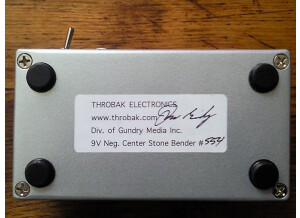 THROBAK ELECTRONICS
www.throbak.com
Div. of Gundry Media Inc.
9V Neg. Center Stone Bender #554